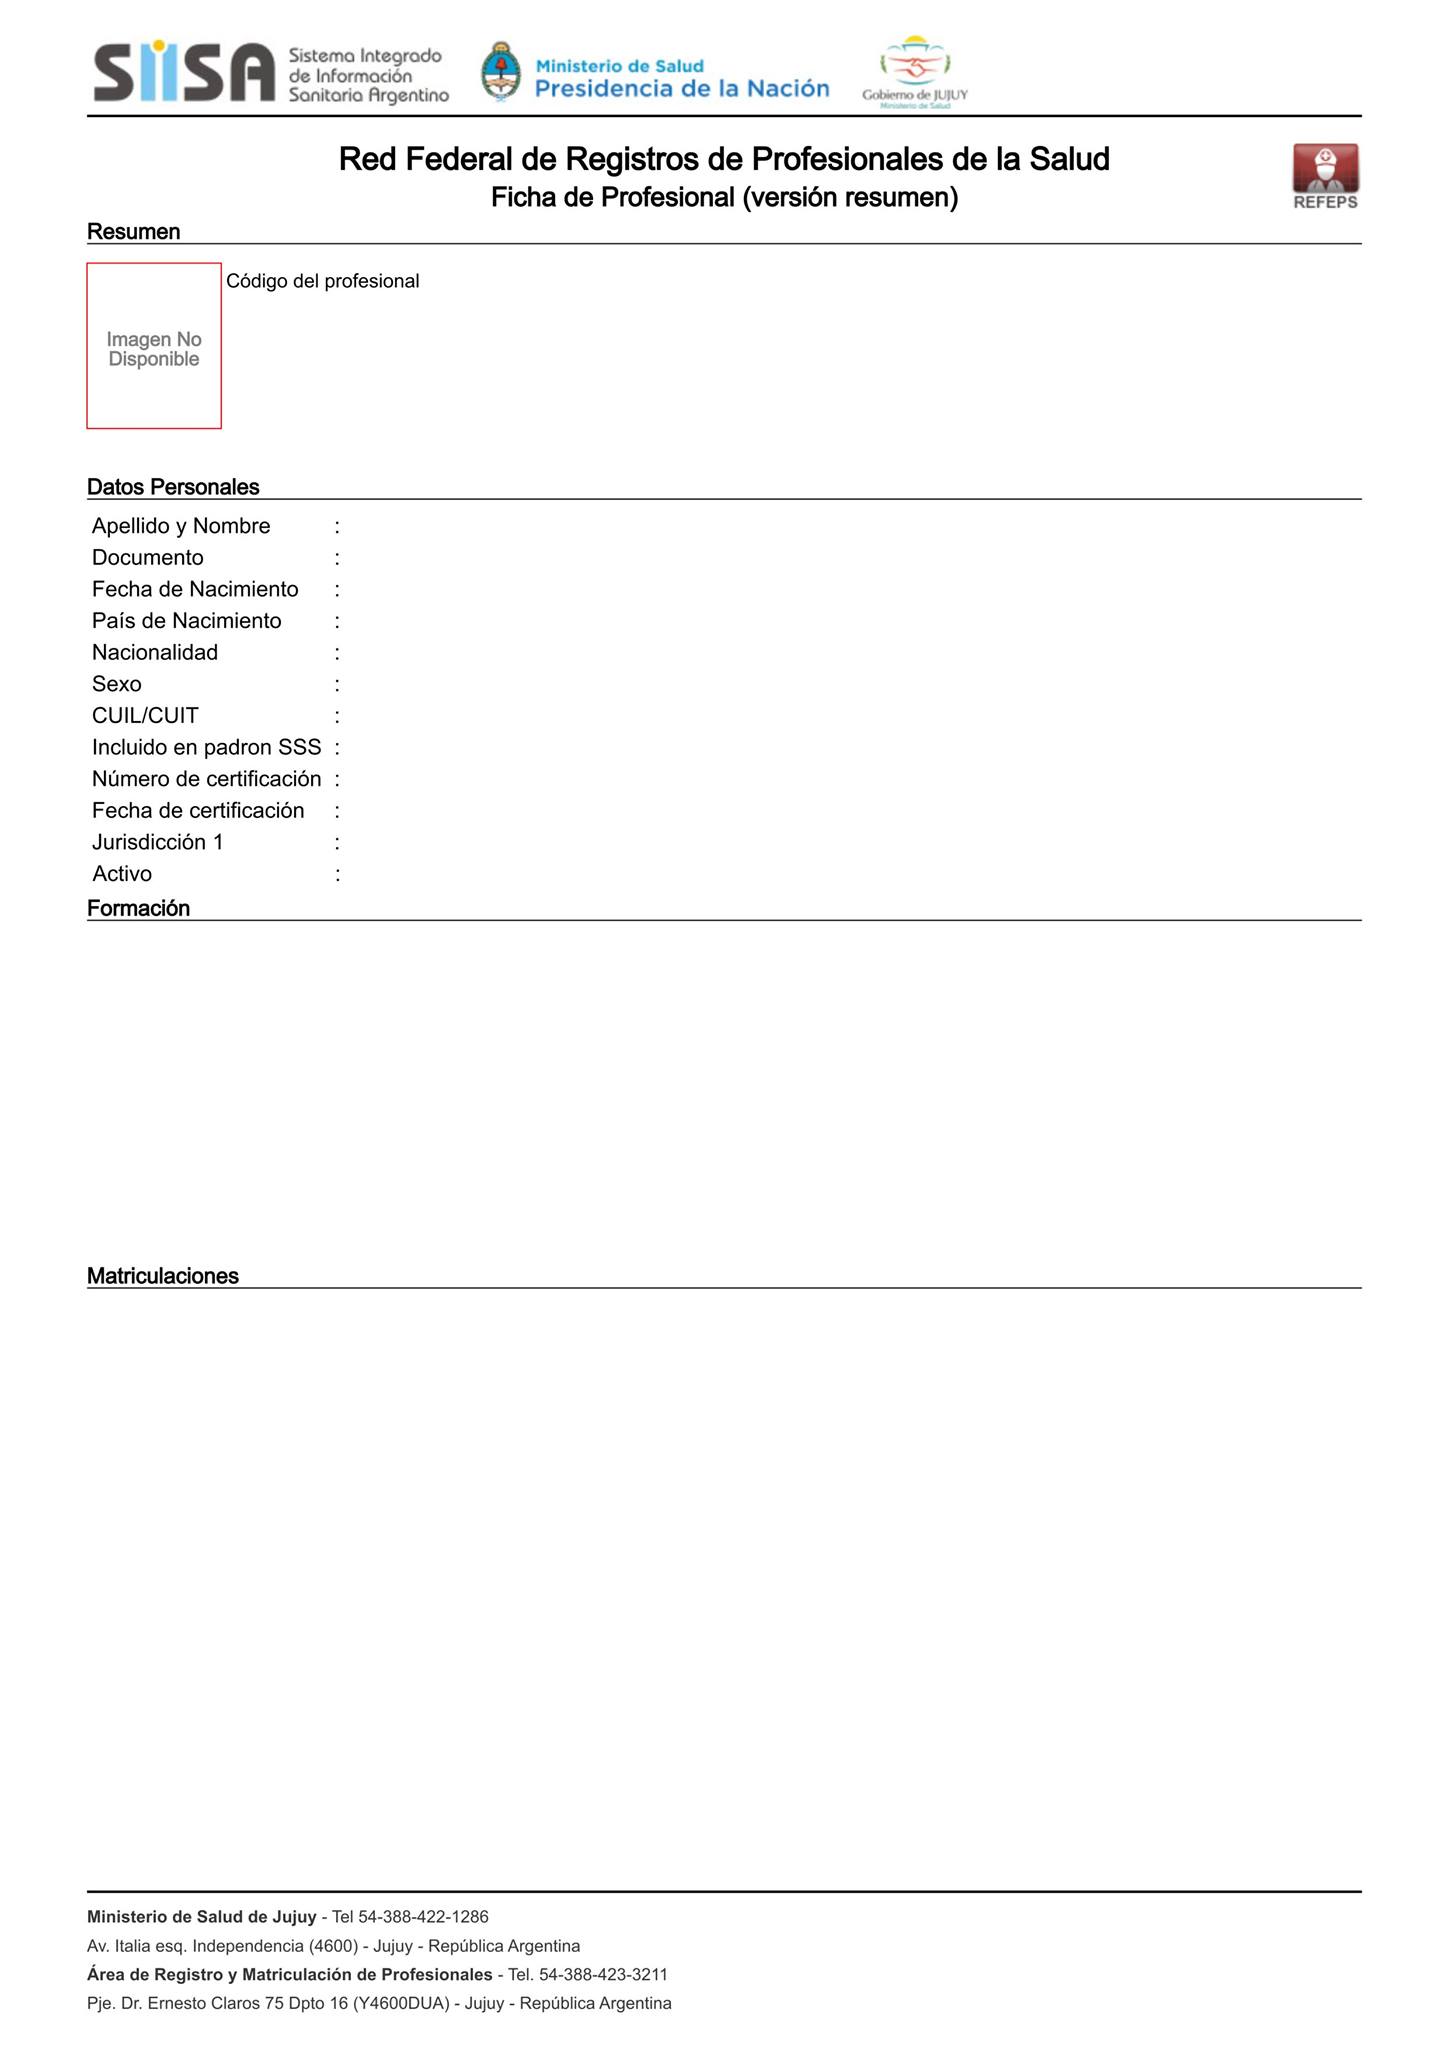 SIISA
Sistema Integrado
de Información
Sanitaria Argentino
Ministerio de Salud
Presidencia de la Nación
Gobierno de JUJUY
Ministerio de Salud
Red Federal de Registros de Profesionales de la Salud
Ficha de Profesional (versión resumen)
REFEPS
Resumen
Código del profesional
Imagen No
Disponible
Datos Personales
Apellido y Nombre :
Documento :
Fecha de Nacimiento :
País de Nacimiento :
Nacionalidad :
Sexo :
CUIL/CUIT :
Incluido en padron SSS :
Número de certificación :
Fecha de certificación :
Jurisdicción 1 :
Activo :
Formación
Matriculaciones
Ministerio de Salud de Jujuy - Tel 54-388-422-1286
Av. Italia esq. Independencia (4600) - Jujuy - República Argentina
Área de Registro y Matriculación de Profesionales - Tel. 54-388-423-3211
Pje. Dr. Ernesto Claros 75 Dpto 16 (Y4600DUA) - Jujuy - República Argentina